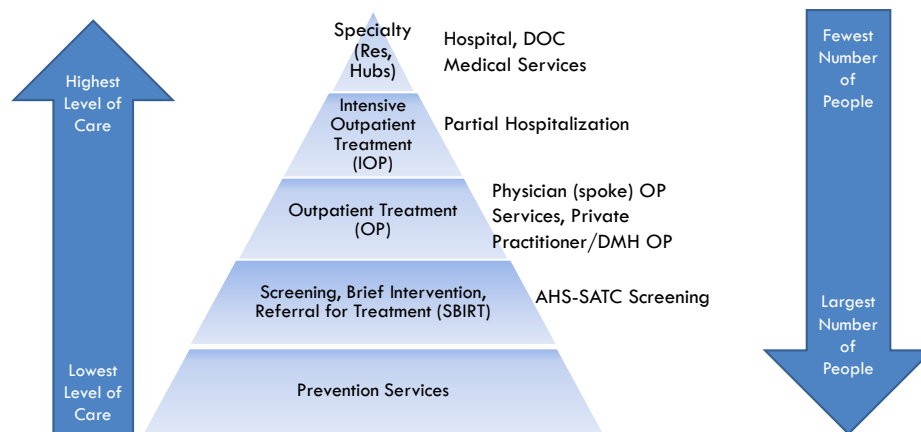 Highest
Level of
Care
Lowest
Level of
Care
Specialty
(Res,
Hubs)
Hospital, DOC
Medical Services
Intensive
Outpatient
Treatment
(IOP)
Partial Hospitalization
Outpatient Treatment
(OP)
Physician (spoke) OP
Services, Private
Practitioner/DMH OP
Screening, Brief Intervention,
Referral for Treatment (SBIRT)
AHS-SATC Screening
Prevention Services
Fewest
Number
of
People
Largest
Number
of
People